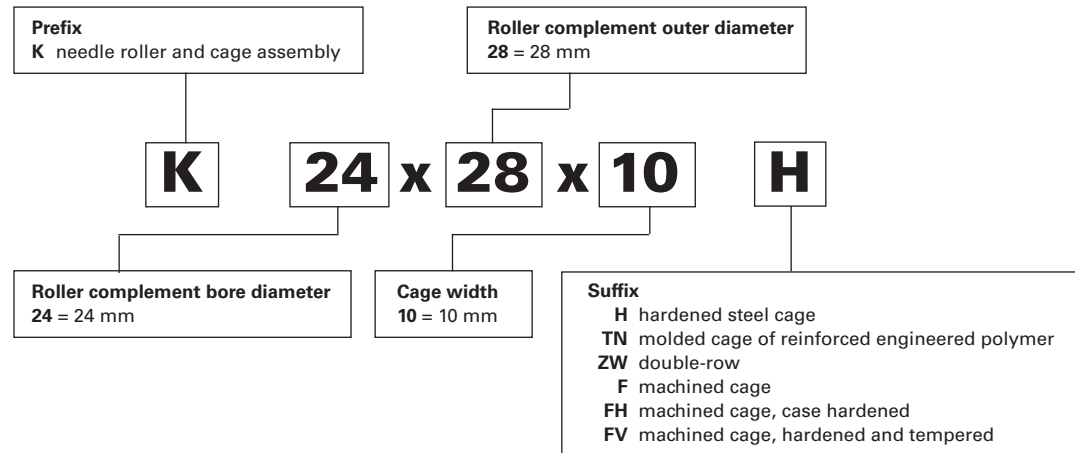 Prefix
K needle roller and cage assembly
Roller complement outer diameter
28 = 28 mm
K 24 x 28 x 10 H
Roller complement bore diameter
24 = 24 mm
Cage width
10 = 10 mm
Suffix
H hardened steel cage
TN molded cage of reinforced engineered polymer
ZW double-row
F machined cage
FH machined cage, case hardened
FV machined cage, hardened and tempered